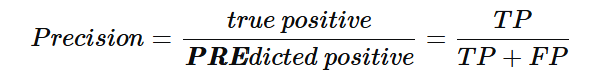 Precision = true positive / PREdicted positive = TP / TP + FP